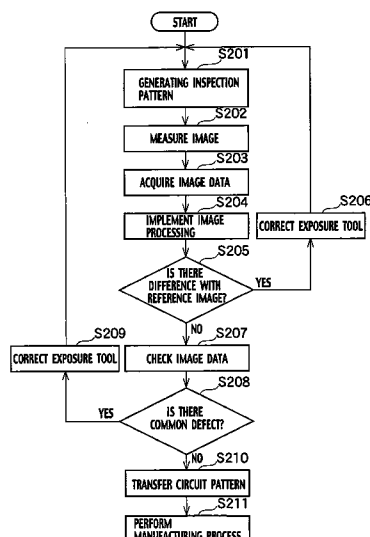 START
S201
GENERATING INSPECTION
PATTERN
S202
MEASURE IMAGE
S203
ACQUIRE IMAGE DATA
S204
IMPLEMENT IMAGE
PROCESSING
S206
CORRECT EXPOSURE TOOL
S205
IS THERE
DIFFERENCE WITH
REFERENCE IMAGE?
YES
NO
S209
CORRECT EXPOSURE TOOL
S207
CHECK IMAGE DATA
S208
YES
IS THERE
COMMON DEFECT?
NO
S210
TRANSFER CIRCUIT PATTERN
S211
PERFORM
MANUFACTURING PROCESS